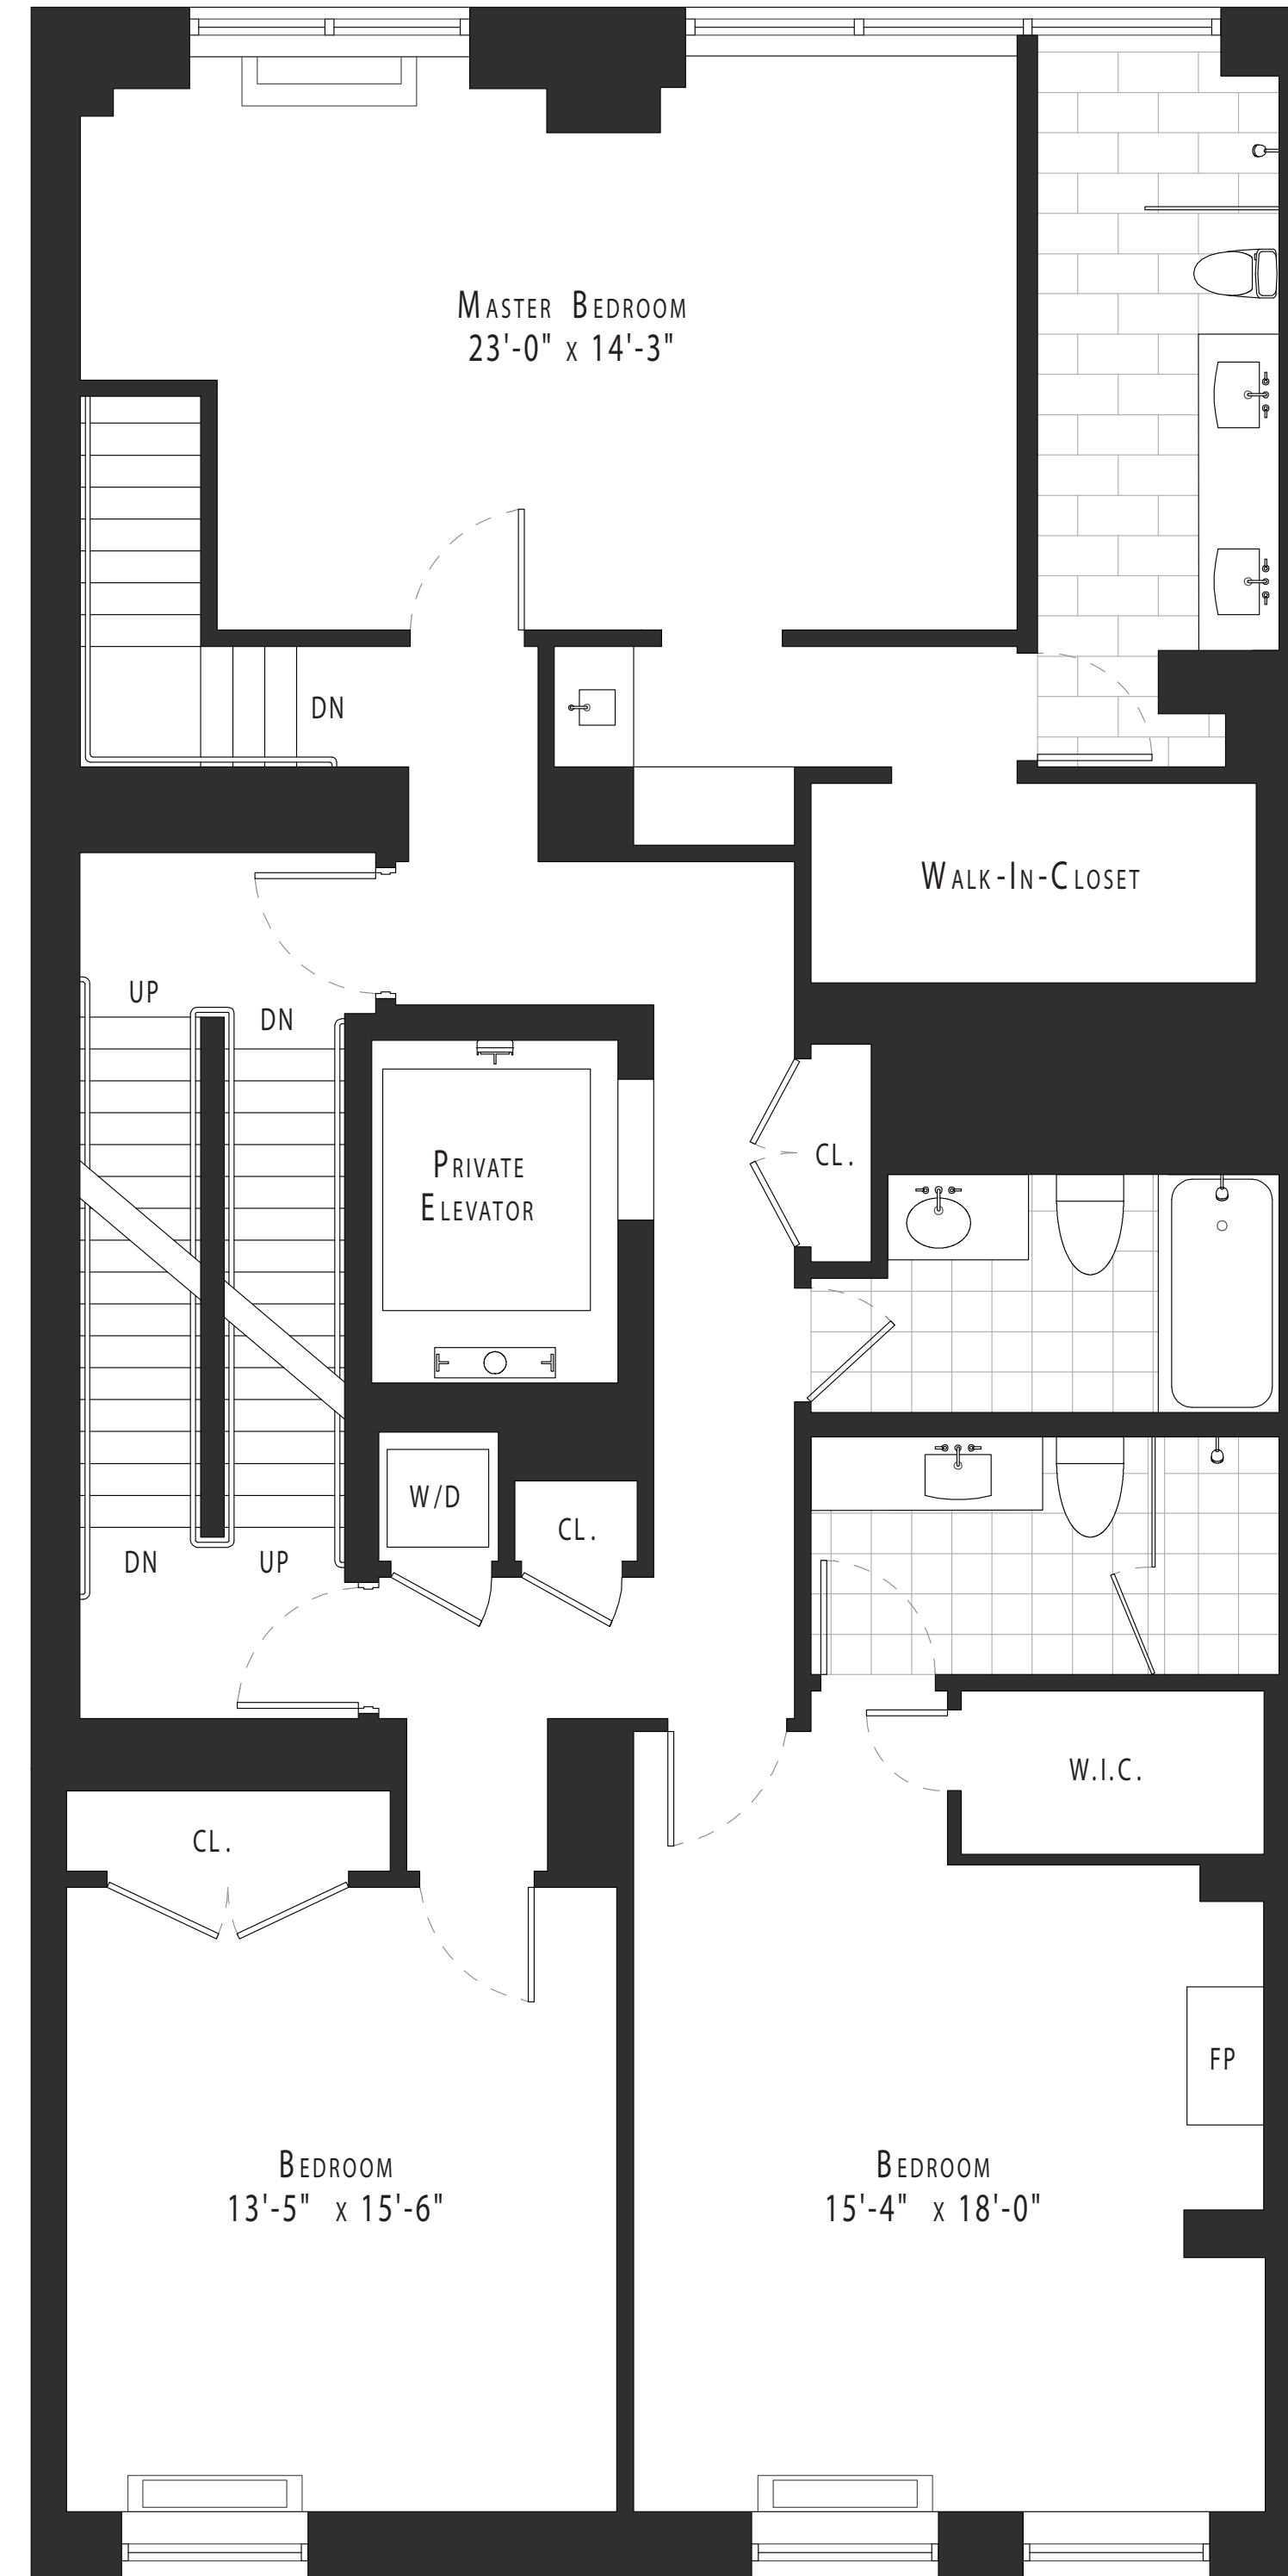 Master Bedroom
23'-0" x 14'-3"
DN
Walk-In-Closet
UP
DN
Private
Elevator
CL.
W/D
CL.
DN
UP
W.I.C.
CL.
FP
Bedroom
13'-5" x 15'-6"
Bedroom
15'-4" x 18'-0"